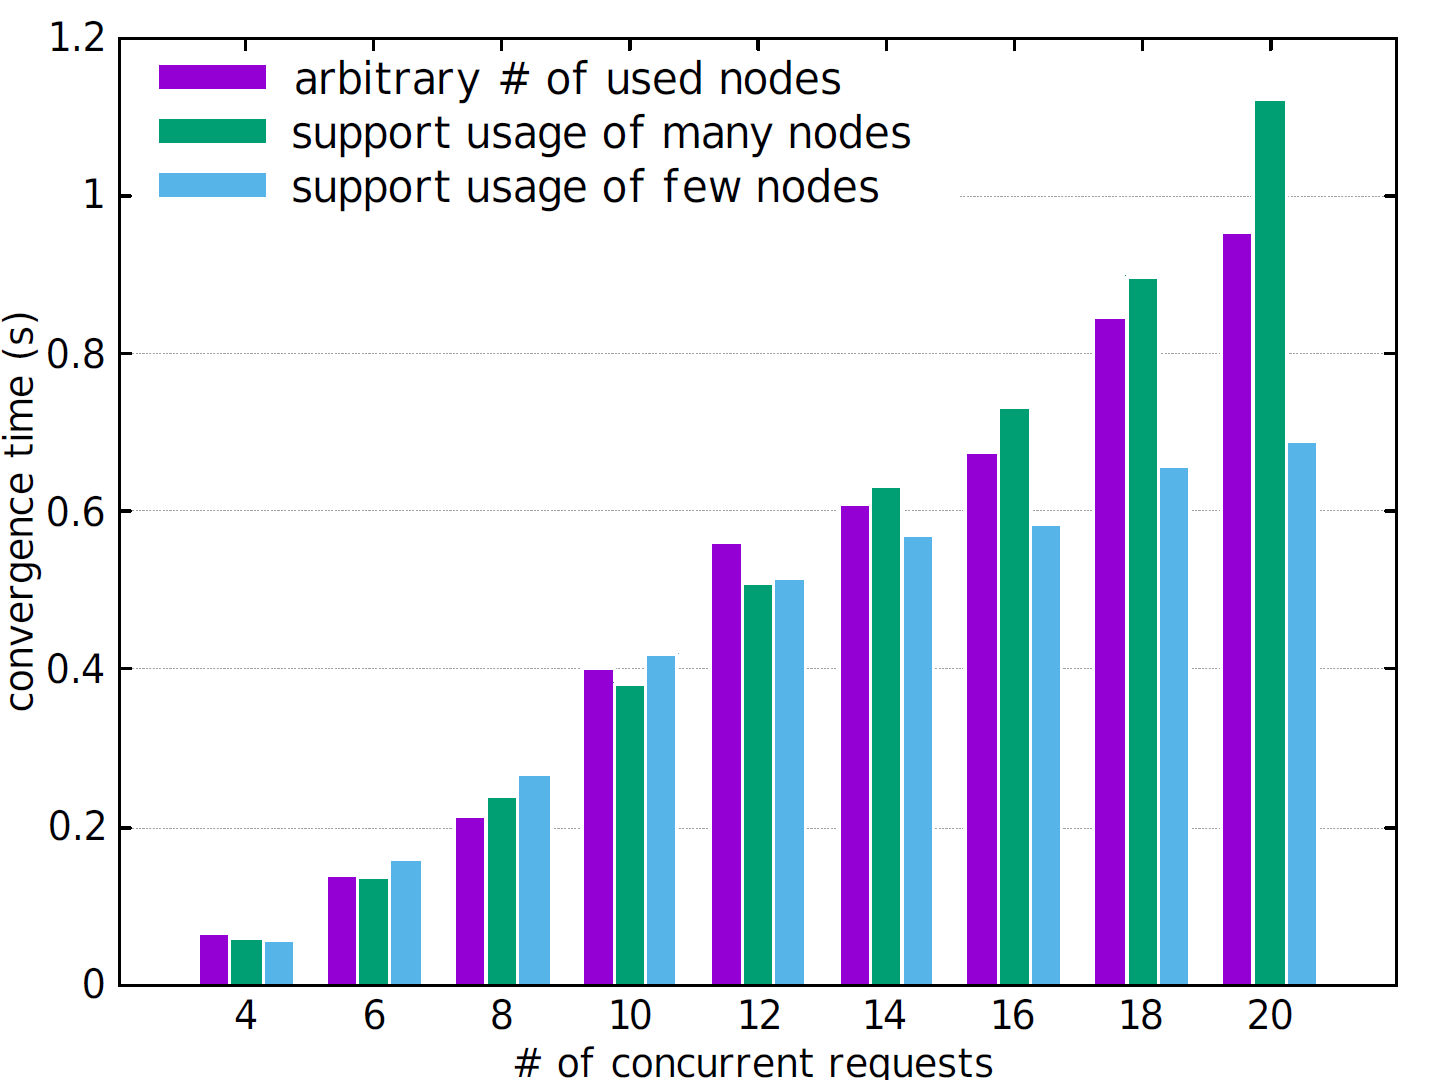 1.2
1
0.8
0.6
0.4
0.2
0
convergence time (s)
arbitrary # of used nodes
support usage of many nodes
support usage of few nodes
4 6 8 10 12 14 16 18 20
# of concurrent requests